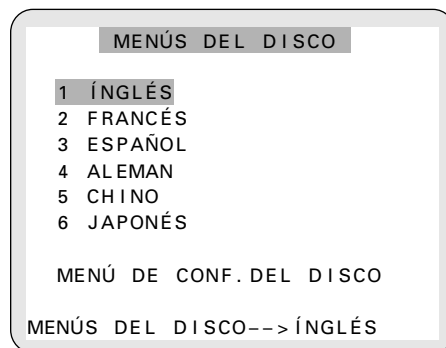 MENÚS DEL DISCO
1 ÍNGLÉS
2 FRANCÉS
3 ESPAÑOL
4 ALEMAN
5 CHINO
6 JAPONÉS
MENÚ DE CONF.DEL DISCO
MENÚS DEL DISCO-->ÍNGLÉS